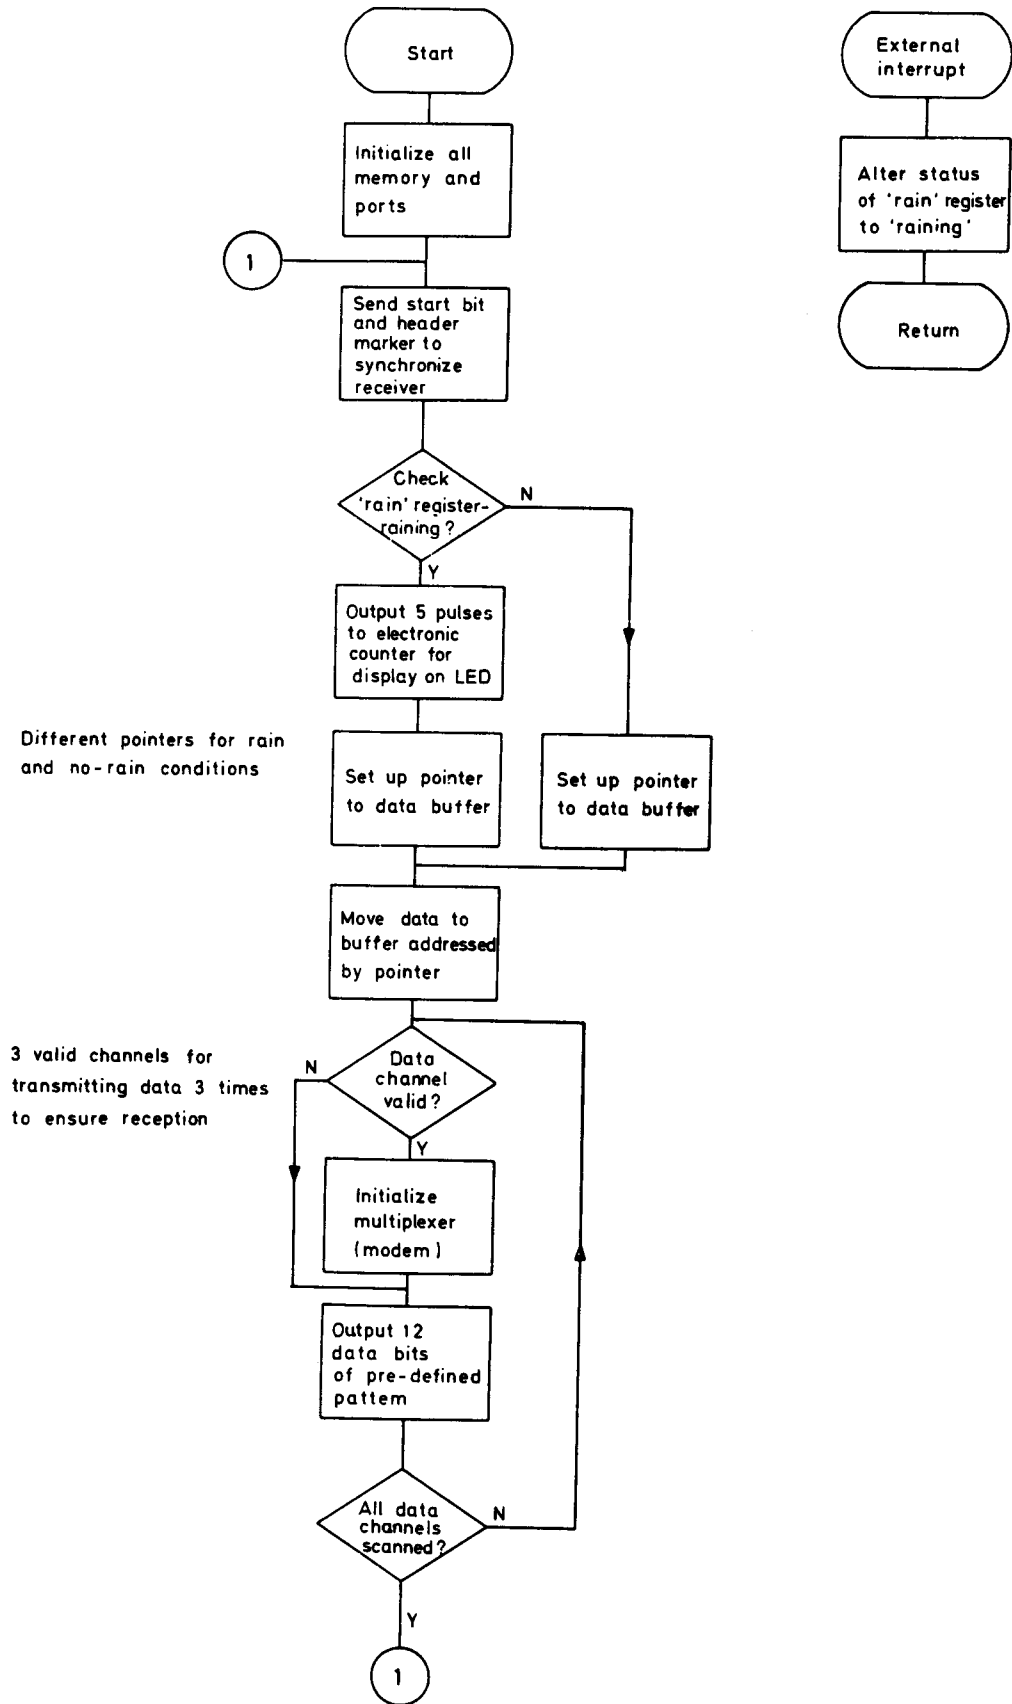 Start
Initialize all
memory and
ports
1
Send start bit
and header
marker to
synchronize
receiver
Check
'rain' register-
raining?
N
Y
Output 5 pulses
to electronic
counter for
display on LED
Different pointers for rain
and no-rain conditions
Set up pointer
to data buffer
Set up pointer
to data buffer
Move data to
buffer addressed
by pointer
3 valid channels for
transmitting data 3 times
to ensure reception
N
Data
channel
valid?
Y
Initialize
multiplexer
(modem)
Output 12
data bits
of pre-defined
pattern
All data
channels
scanned?
N
Y
1
External
interrupt
Alter status
of 'rain' register
to 'raining'
Return